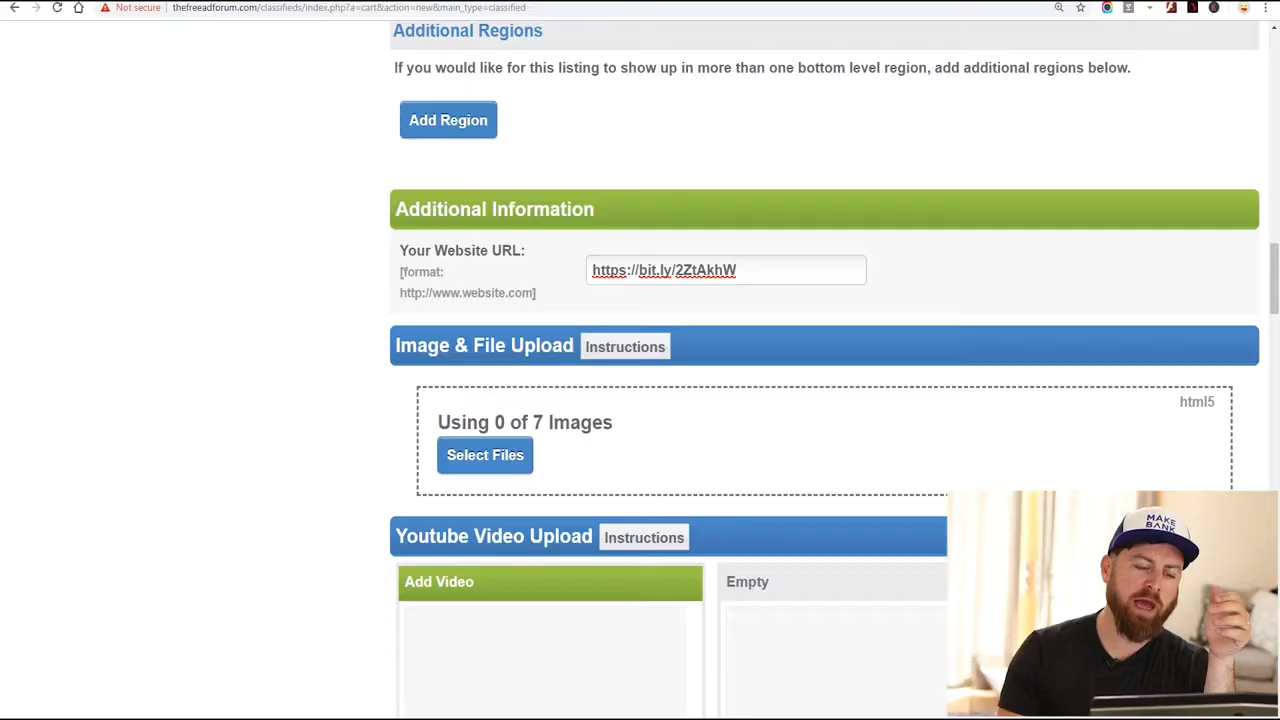 Not secure
thefreeadforum.com/classifieds/index.php?a=cart&action=new&main_type=classified
Additional Regions
If you would like for this listing to show up in more than one bottom level region, add additional regions below.
Add Region
Additional Information
Your Website URL:
[format:
http://www.website.com]
https://bit.ly/2ZtAkhW
Image & File Upload Instructions
html5
Using 0 of 7 Images
Select Files
Youtube Video Upload Instructions
Add Video
Empty
MAKE
BANK